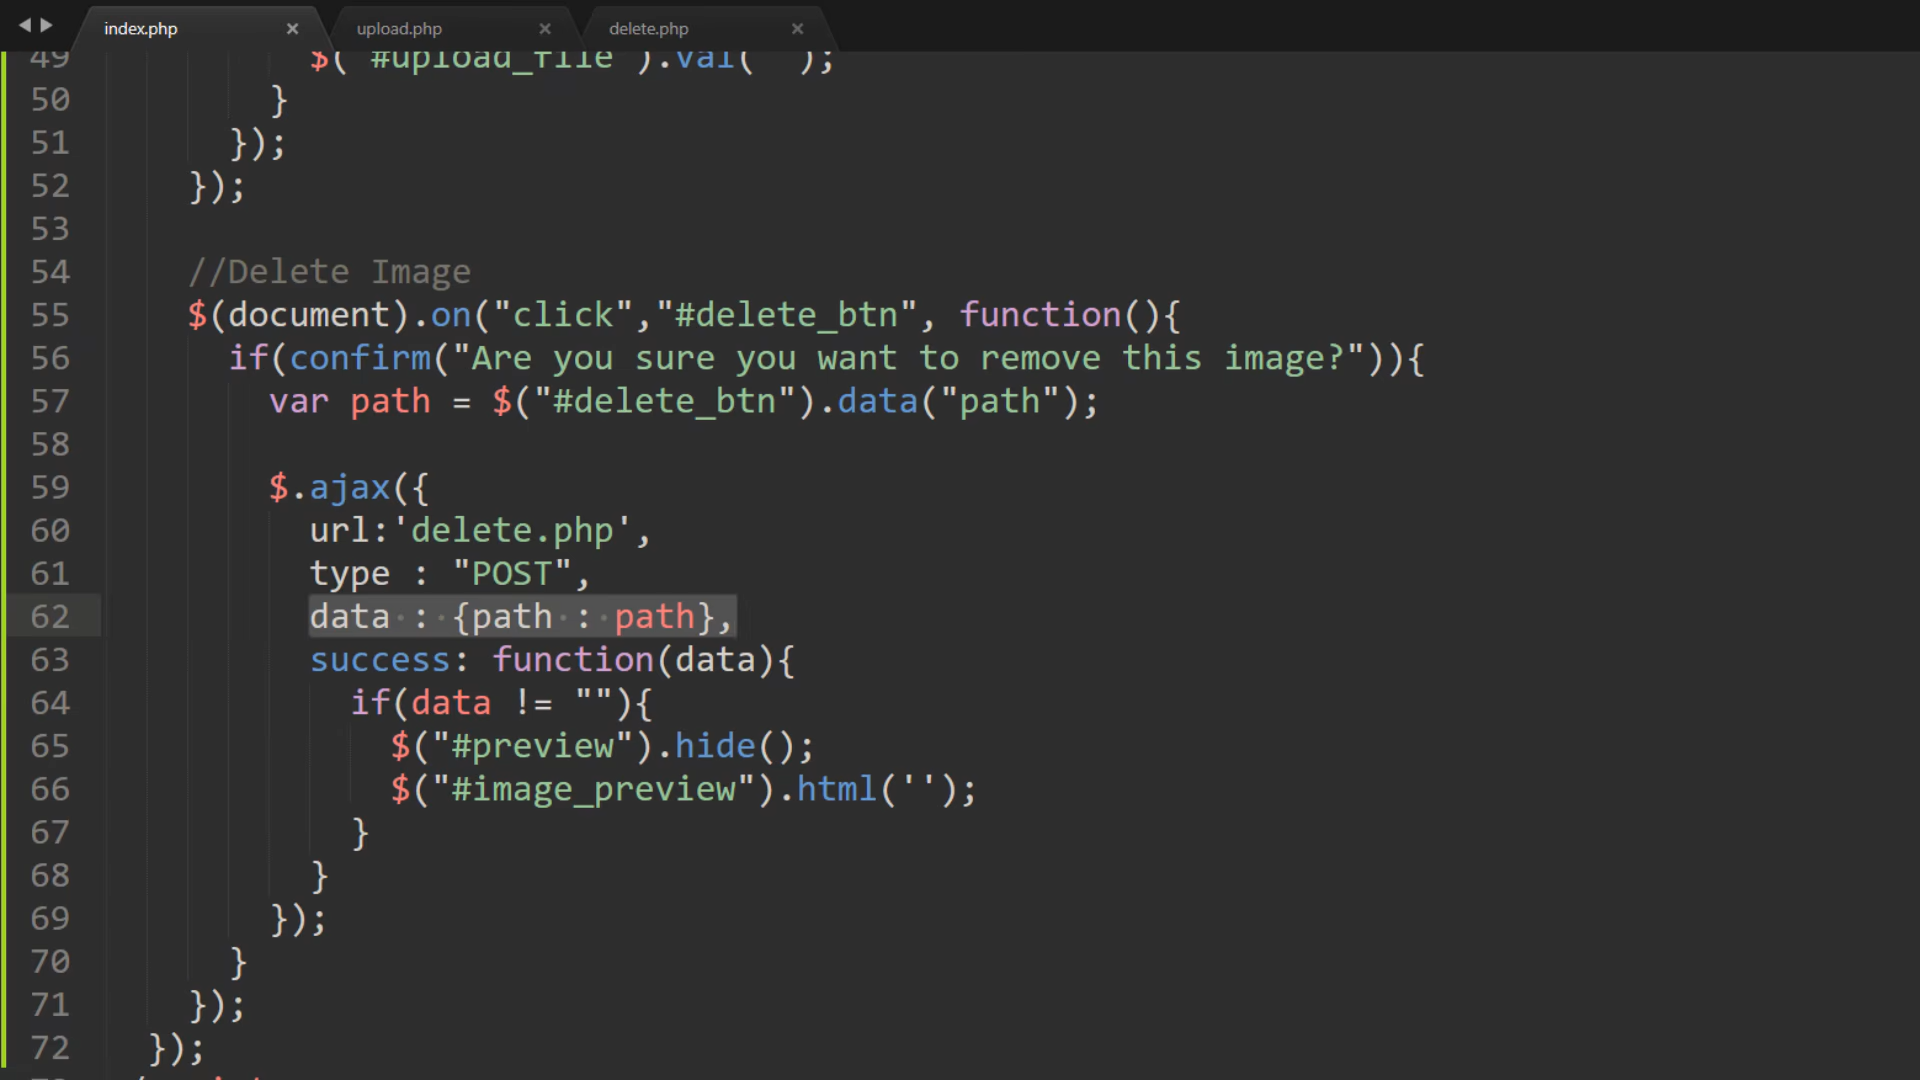 index.php × upload.php × delete.php ×
49 $( #upload_file ).val( );
50 }
51 });
52 });
53
54 //Delete Image
55 $(document).on("click","#delete_btn", function(){
56 if(confirm("Are you sure you want to remove this image?")){
57 var path = $("#delete_btn").data("path");
58
59 $.ajax({
60 url:'delete.php',
61 type : "POST",
62 data : {path : path},
63 success: function(data){
64 if(data != ""){
65 $("#preview").hide();
66 $("#image_preview").html('');
67 }
68 }
69 });
70 }
71 });
72 });